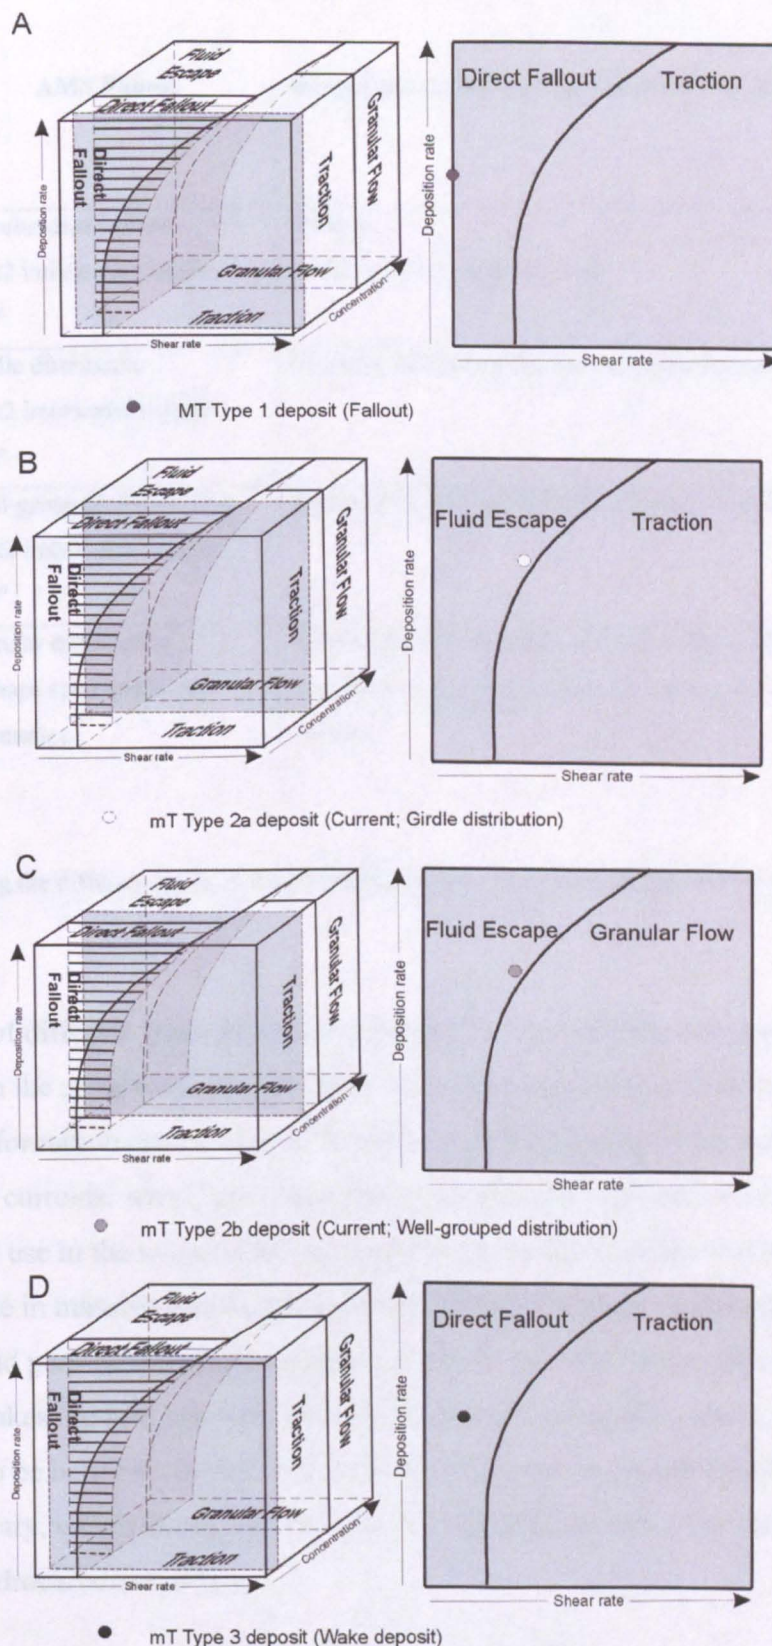 A
Fluid
Escape
Direct Fallout
Direct
Fallout
Granular Flow
Traction
Granular Flow
Traction
Deposition rate
Shear rate
Concentration
Direct Fallout Traction
Deposition rate
Shear rate
MT Type 1 deposit (Fallout)
B
Fluid
Escape
Direct Fallout
Direct
Fallout
Granular Flow
Traction
Granular Flow
Traction
Deposition rate
Shear rate
Concentration
Fluid Escape Traction
Deposition rate
Shear rate
mT Type 2a deposit (Current; Girdle distribution)
C
Fluid
Escape
Direct Fallout
Direct
Fallout
Granular Flow
Traction
Granular Flow
Traction
Deposition rate
Shear rate
Concentration
Fluid Escape Granular Flow
Deposition rate
Shear rate
mT Type 2b deposit (Current; Well-grouped distribution)
D
Fluid
Escape
Direct Fallout
Direct
Fallout
Granular Flow
Traction
Granular Flow
Traction
Deposition rate
Shear rate
Concentration
Direct Fallout Traction
Deposition rate
Shear rate
mT Type 3 deposit (Wake deposit)